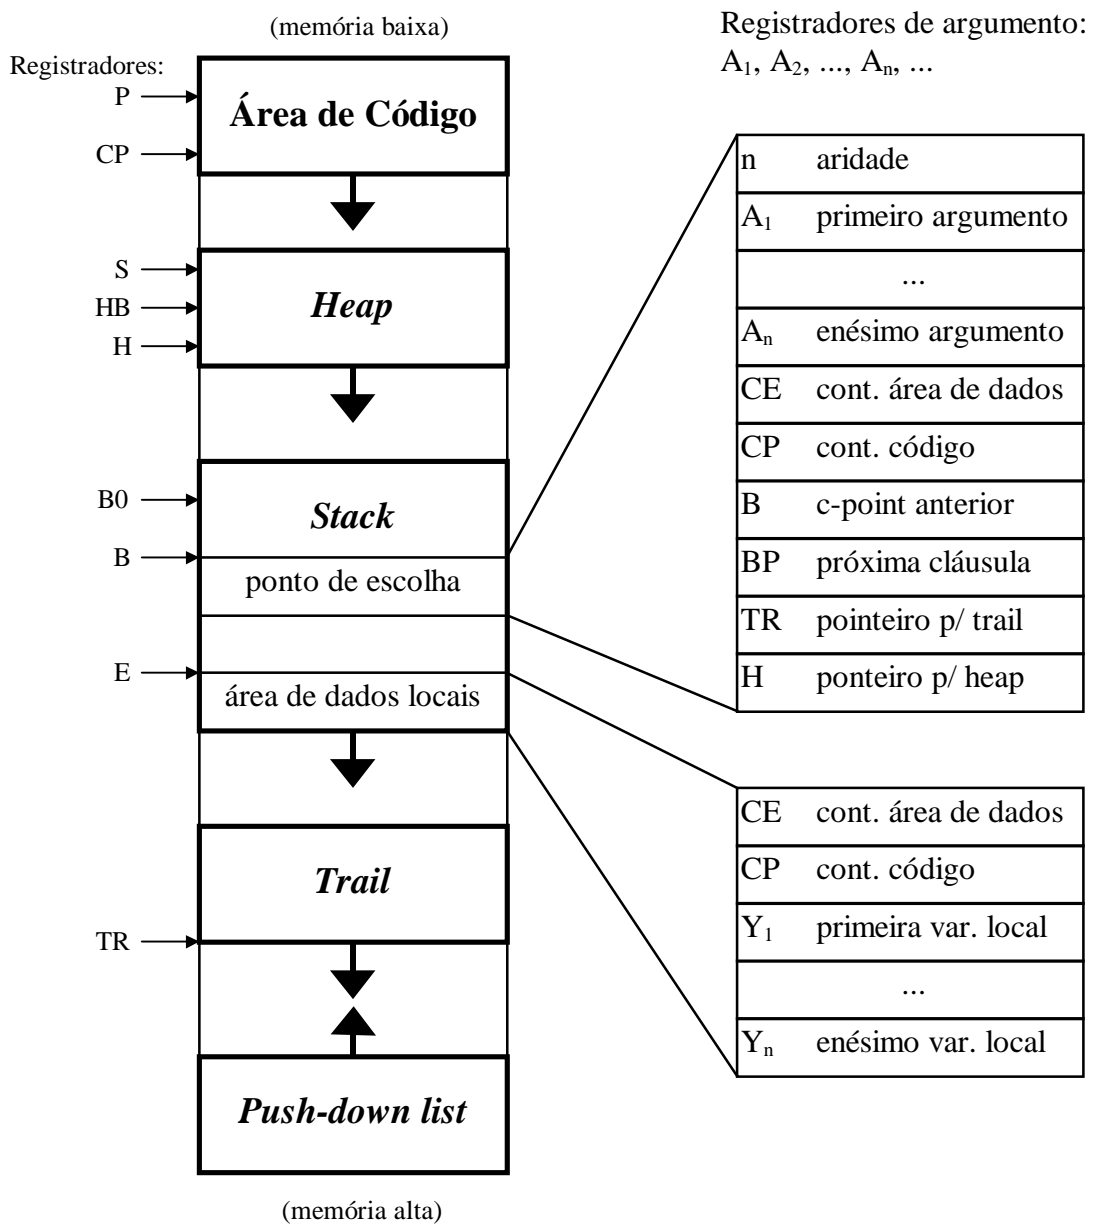 (memória baixa)
Registradores de argumento:
A1, A2, ..., An, ...
Registradores:
P
CP
Área de Código
S
HB
H
Heap
B0
B
E
Stack
ponto de escolha
área de dados locais
Trail
TR
Push-down list
(memória alta)
n aridade
A1 primeiro argumento
...
An enésimo argumento
CE cont. área de dados
CP cont. código
B c-point anterior
BP próxima cláusula
TR pointeiro p/ trail
H ponteiro p/ heap
CE cont. área de dados
CP cont. código
Y1 primeira var. local
...
Yn enésimo var. local